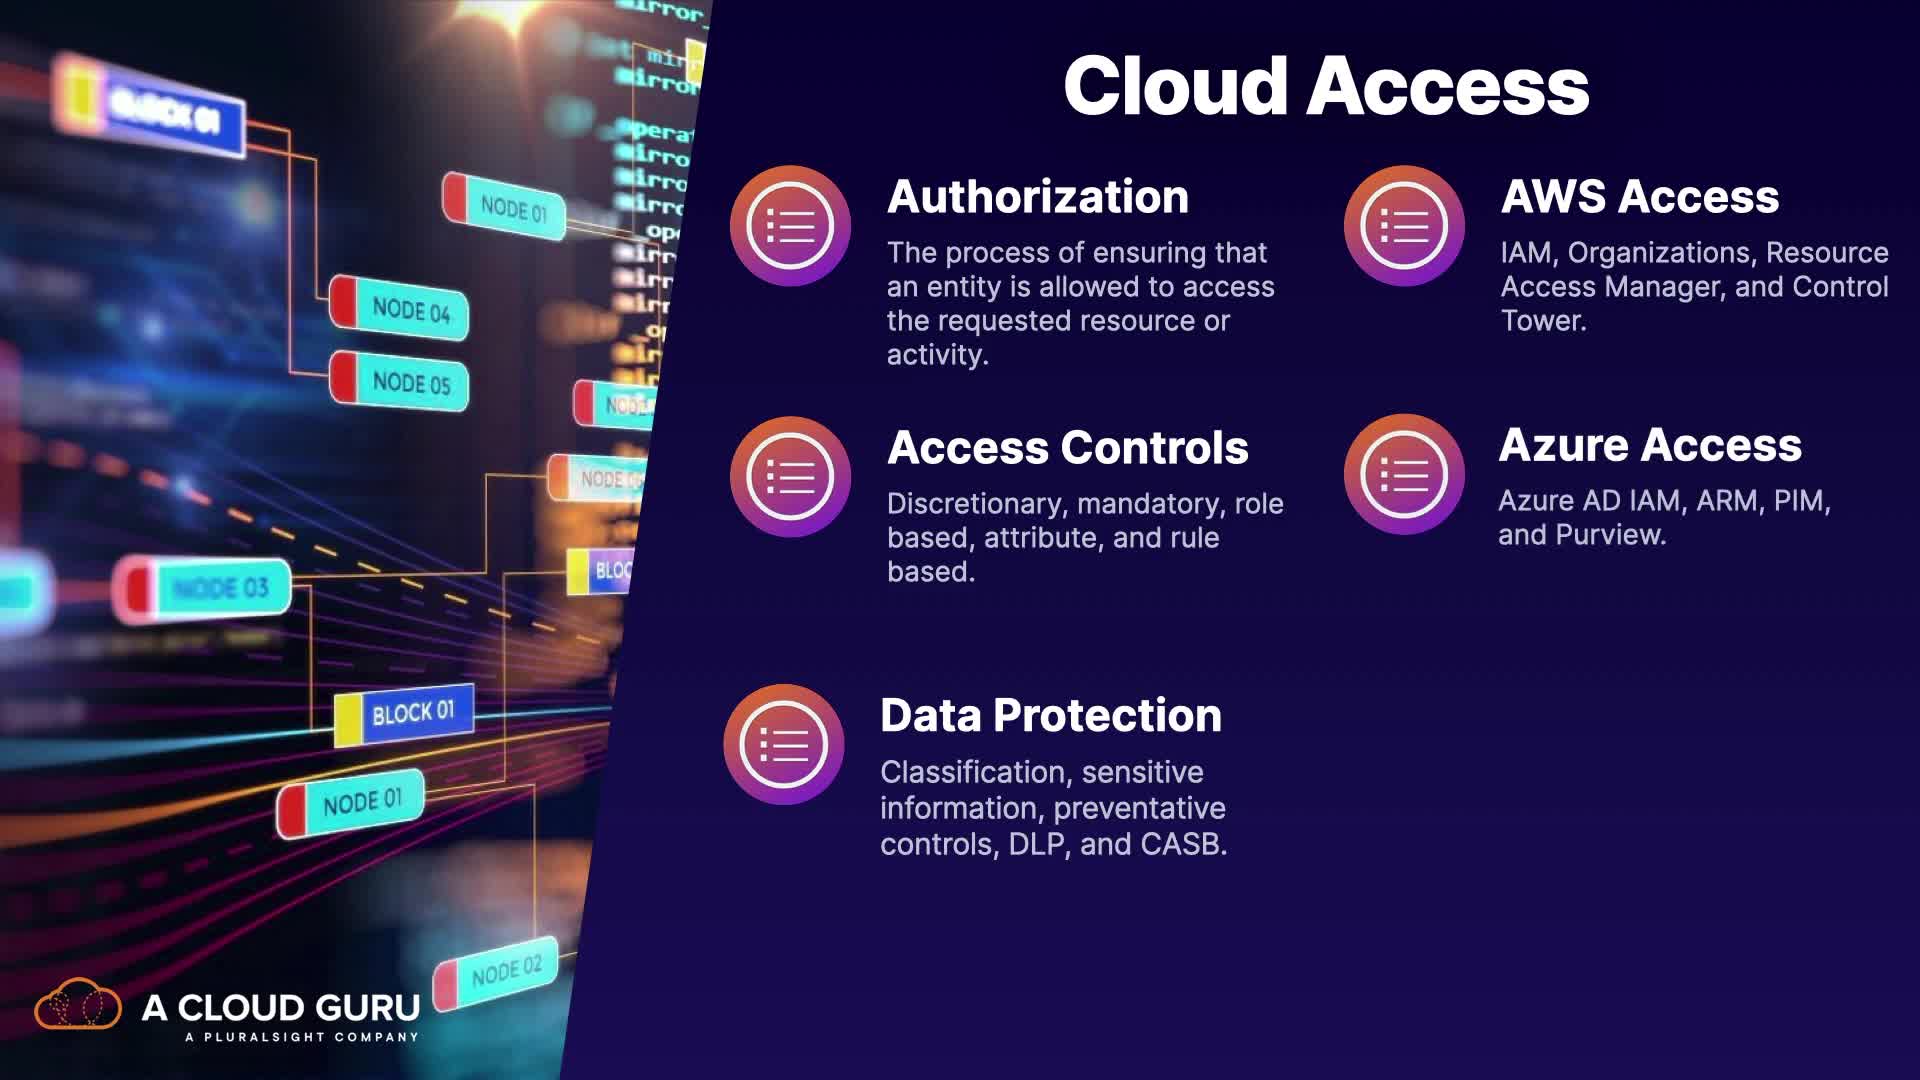 Cloud Access
Authorization
The process of ensuring that
an entity is allowed to access
the requested resource or
activity.
AWS Access
IAM, Organizations, Resource
Access Manager, and Control
Tower.
Access Controls
Discretionary, mandatory, role
based, attribute, and rule
based.
Azure Access
Azure AD IAM, ARM, PIM,
and Purview.
Data Protection
Classification, sensitive
information, preventative
controls, DLP, and CASB.
BLOCK 01
NODE 01
NODE 04
NODE 05
NODE 03
BLOCK 01
NODE 01
NODE 02
A CLOUD GURU
A PLURALSIGHT COMPANY